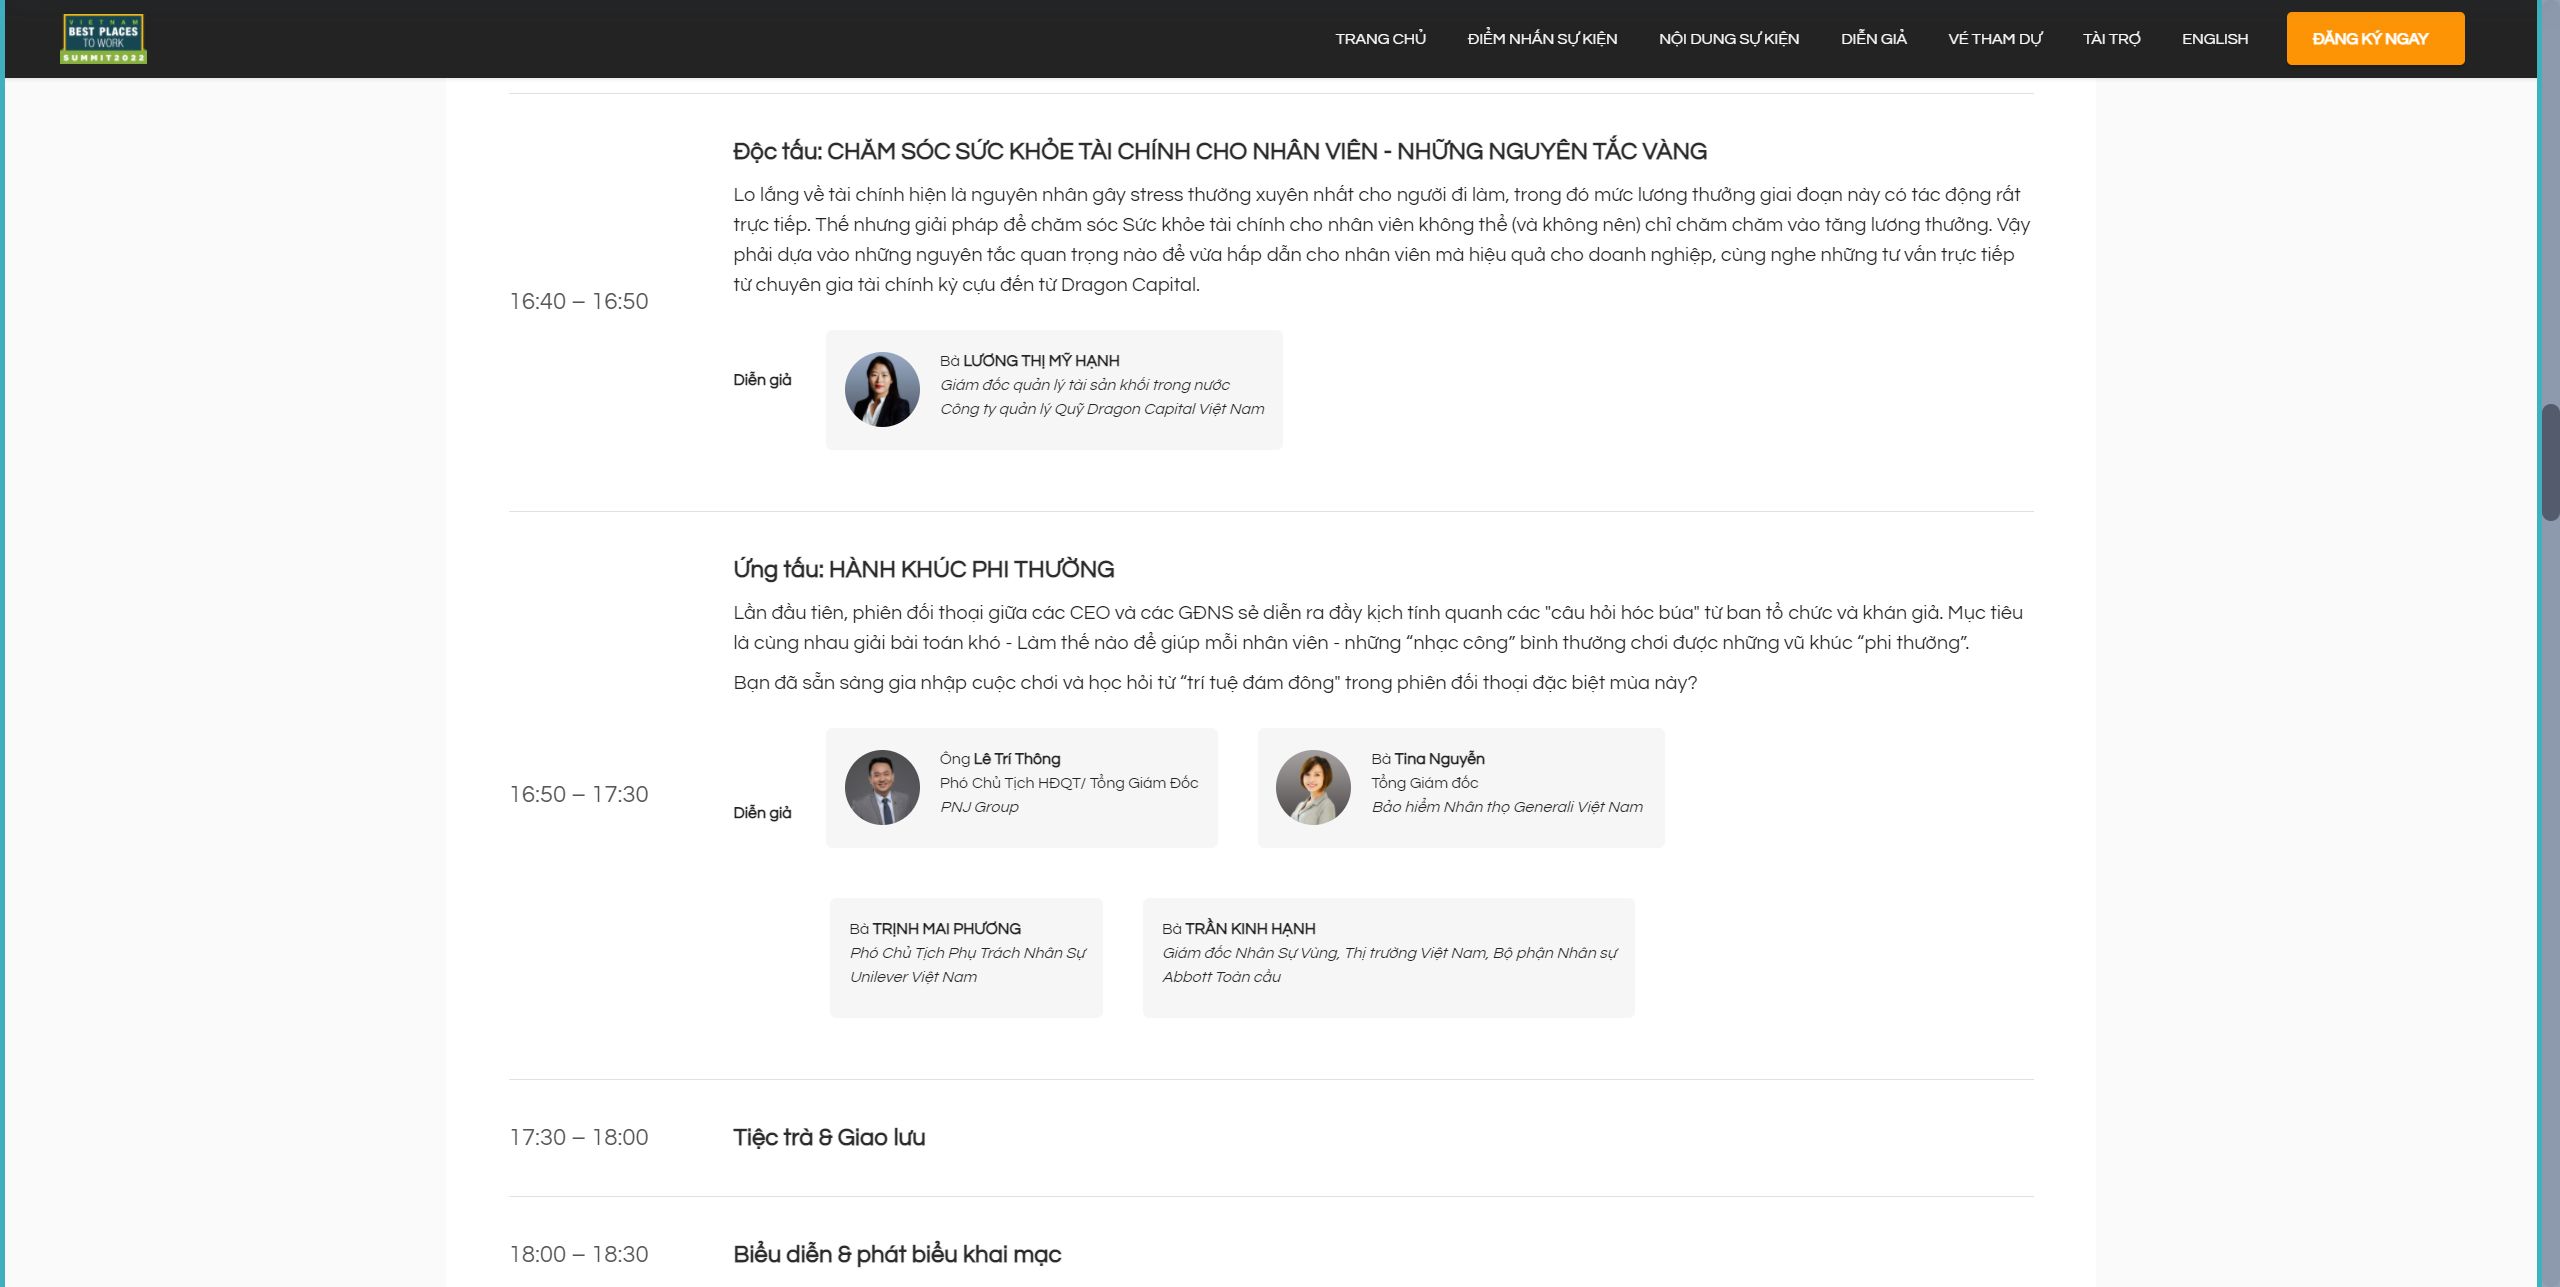 VIETNAM
BEST PLACES
TO WORK
SUMMIT2022
TRANG CHỦ
ĐIỂM NHẤN SỰ KIỆN
NỘI DUNG SỰ KIỆN
DIỄN GIẢ
VÉ THAM DỰ
TÀI TRỢ
ENGLISH
ĐĂNG KÝ NGAY
Độc tấu: CHĂM SÓC SỨC KHỎE TÀI CHÍNH CHO NHÂN VIÊN - NHỮNG NGUYÊN TẮC VÀNG
Lo lắng về tài chính hiện là nguyên nhân gây stress thường xuyên nhất cho người đi làm, trong đó mức lương thưởng giai đoạn này có tác động rất
trực tiếp. Thế nhưng giải pháp để chăm sóc Sức khỏe tài chính cho nhân viên không thể (và không nên) chỉ chăm chăm vào tăng lương thưởng. Vậy
phải dựa vào những nguyên tắc quan trọng nào để vừa hấp dẫn cho nhân viên mà hiệu quả cho doanh nghiệp, cùng nghe những tư vấn trực tiếp
từ chuyên gia tài chính kỳ cựu đến từ Dragon Capital.
16:40 – 16:50
Diễn giả
Bà LƯƠNG THỊ MỸ HẠNH
Giám đốc quản lý tài sản khối trong nước
Công ty quản lý Quỹ Dragon Capital Việt Nam
Ứng tấu: HÀNH KHÚC PHI THƯỜNG
Lần đầu tiên, phiên đối thoại giữa các CEO và các GĐNS sẻ diễn ra đầy kịch tính quanh các "câu hỏi hóc búa" từ ban tổ chức và khán giả. Mục tiêu
là cùng nhau giải bài toán khó - Làm thế nào để giúp mỗi nhân viên - những “nhạc công” bình thường chơi được những vũ khúc “phi thường”.
Bạn đã sẵn sàng gia nhập cuộc chơi và học hỏi từ “trí tuệ đám đông" trong phiên đối thoại đặc biệt mùa này?
16:50 – 17:30
Diễn giả
Ông Lê Trí Thông
Phó Chủ Tịch HĐQT/ Tổng Giám Đốc
PNJ Group
Bà Tina Nguyễn
Tổng Giám đốc
Bảo hiểm Nhân thọ Generali Việt Nam
Bà TRỊNH MAI PHƯƠNG
Phó Chủ Tịch Phụ Trách Nhân Sự
Unilever Việt Nam
Bà TRẦN KINH HẠNH
Giám đốc Nhân Sự Vùng, Thị trường Việt Nam, Bộ phận Nhân sự
Abbott Toàn cầu
17:30 – 18:00
Tiệc trà & Giao lưu
18:00 – 18:30
Biểu diễn & phát biểu khai mạc